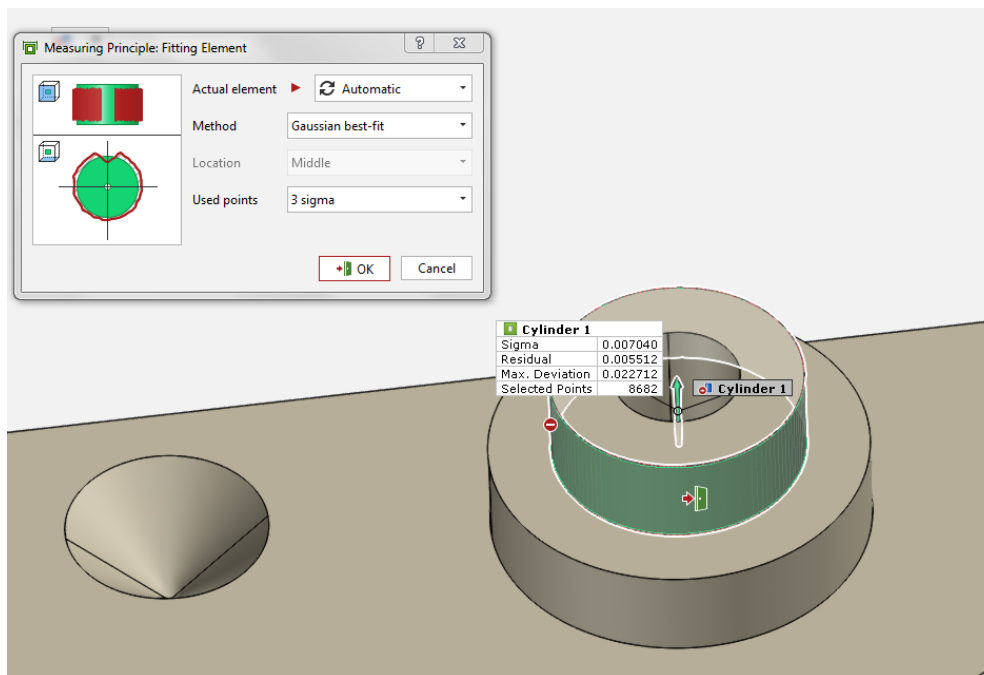 Measuring Principle: Fitting Element
Actual element Automatic
Method Gaussian best-fit
Location Middle
Used points 3 sigma
OK Cancel
Cylinder 1
Sigma 0.007040
Residual 0.005512
Max. Deviation 0.022712
Selected Points 8682
Cylinder 1